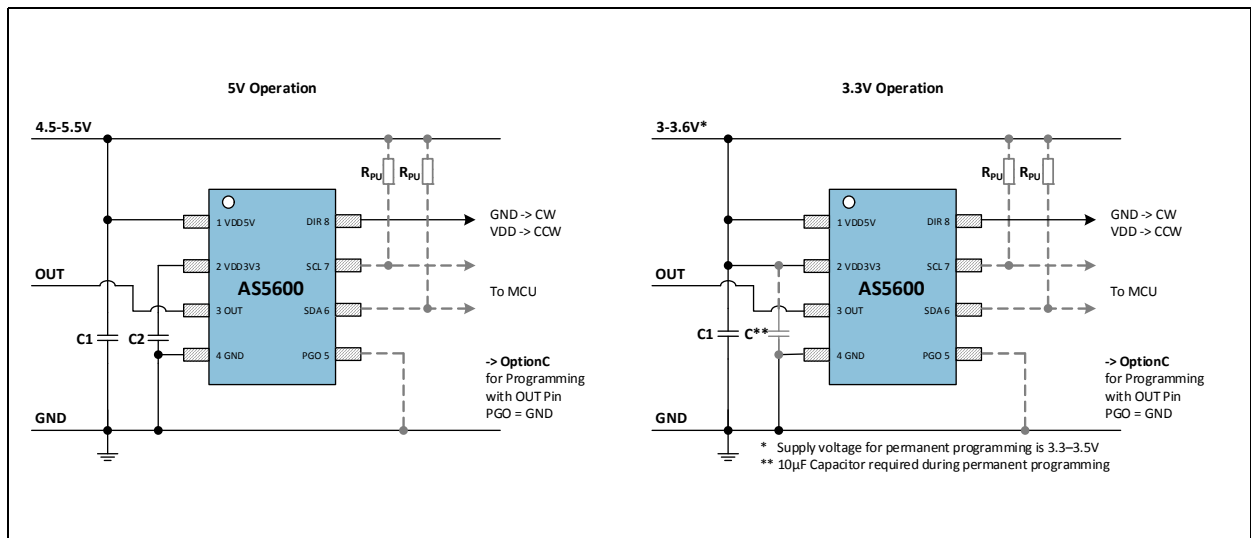 5V Operation
4.5-5.5V
RPU RPU
1 VDD5V
DIR 8
GND -> CW
VDD -> CCW
2 VDD3V3
SCL 7
OUT
AS5600
To MCU
3 OUT
SDA 6
C1
C2
4 GND
PGO 5
-> OptionC
for Programming
with OUT Pin
PGO = GND
GND
3.3V Operation
3-3.6V*
RPU RPU
1 VDD5V
DIR 8
GND -> CW
VDD -> CCW
2 VDD3V3
SCL 7
OUT
AS5600
To MCU
3 OUT
SDA 6
C1
C**
4 GND
PGO 5
-> OptionC
for Programming
with OUT Pin
PGO = GND
GND
* Supply voltage for permanent programming is 3.3–3.5V
** 10µF Capacitor required during permanent programming